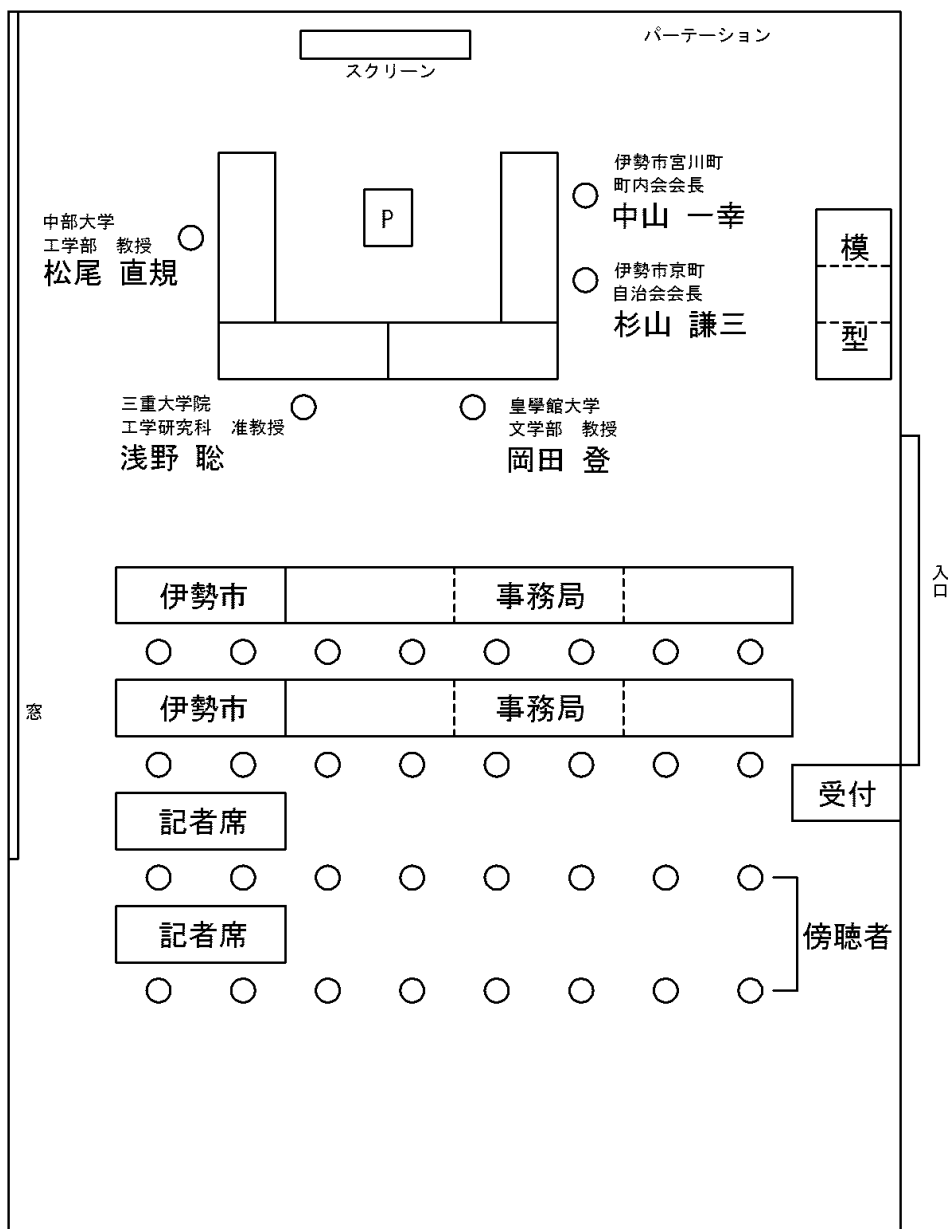 パーテーション
スクリーン
伊勢市宮川町
町内会会長
中山 一幸
P
中部大学
工学部 教授
松尾 直規
模
型
伊勢市京町
自治会会長
杉山 謙三
三重大学院
工学研究科 准教授
浅野 聡
皇學館大学
文学部 教授
岡田 登
入口
伊勢市 事務局
窓
伊勢市 事務局
受付
記者席
記者席
傍聴者